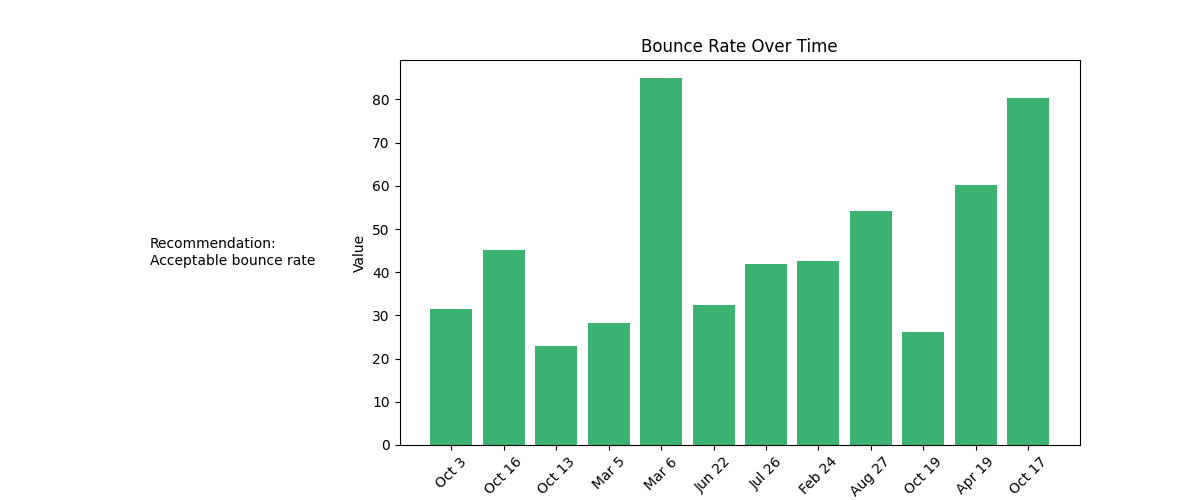 Bounce Rate Over Time
Recommendation:
Acceptable bounce rate
Value
80
70
60
50
40
30
20
10
0
Oct 3
Oct 16
Oct 13
Mar 5
Mar 6
Jun 22
Jul 26
Feb 24
Aug 27
Oct 19
Apr 19
Oct 17